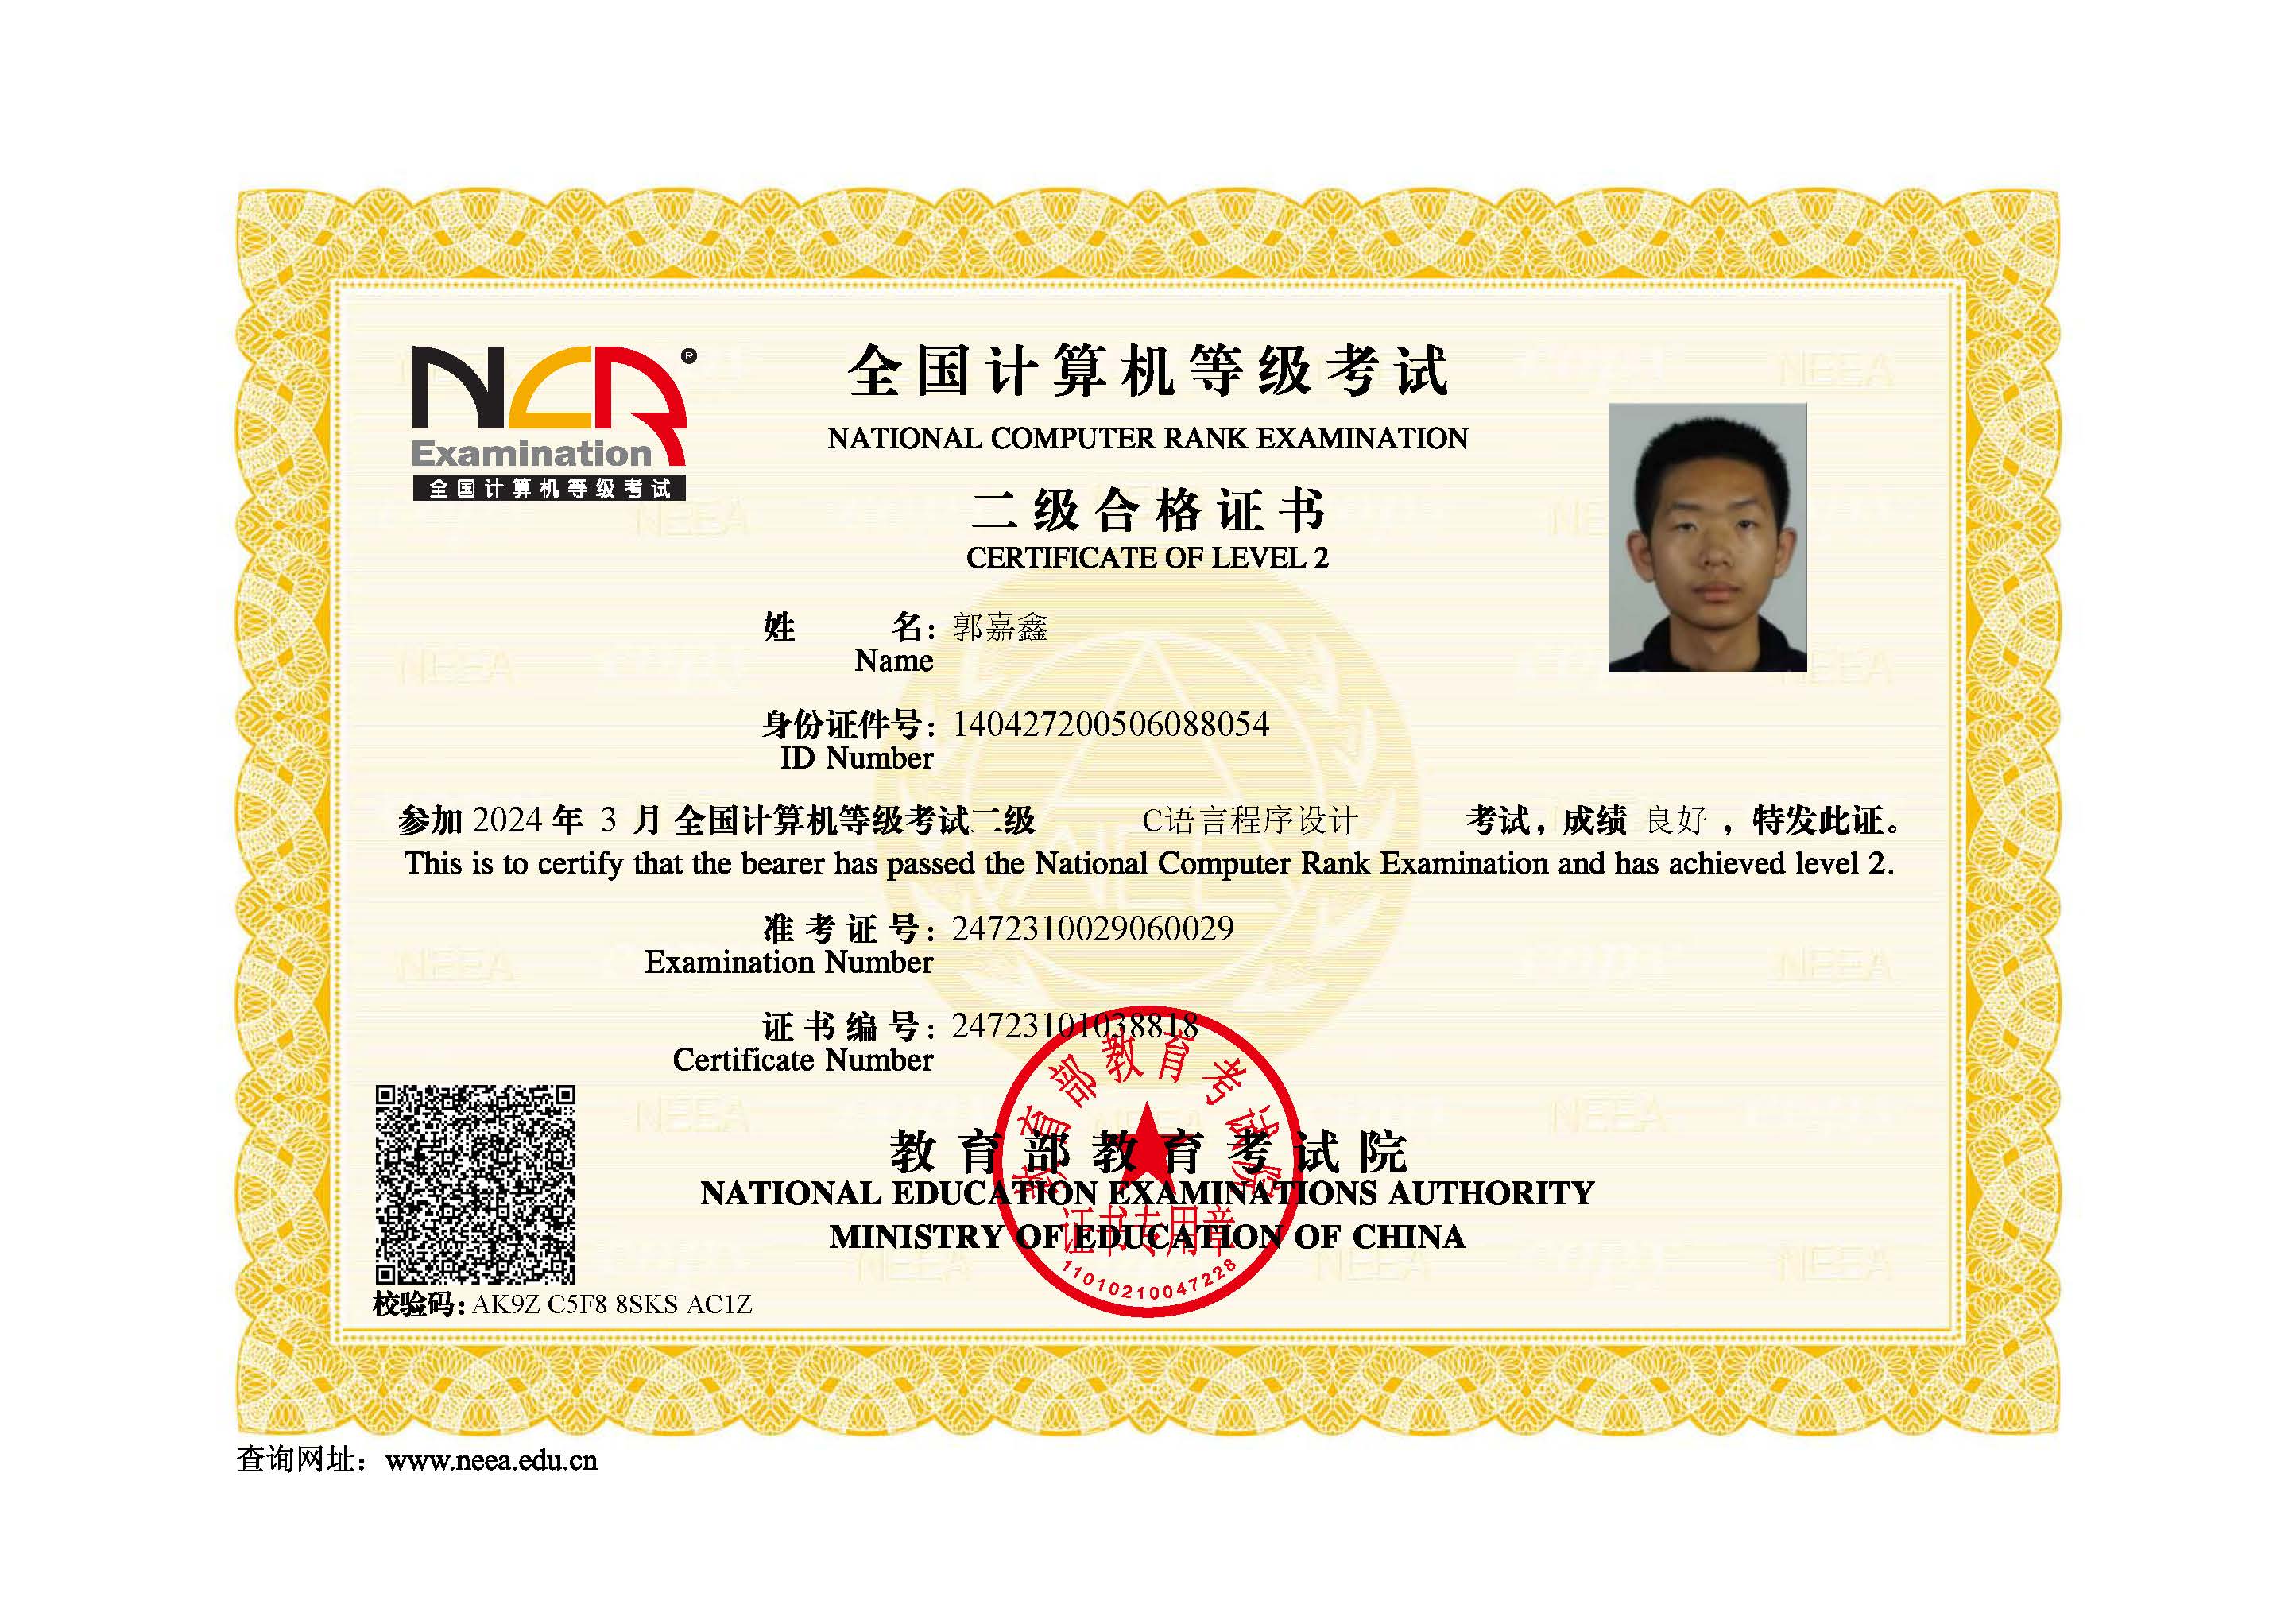 NCR®
Examination
全国计算机等级考试
全国计算机等级考试
NATIONAL COMPUTER RANK EXAMINATION
二级合格证书
CERTIFICATE OF LEVEL 2
姓 名：郭嘉鑫
Name
身份证件号：140427200506088054
ID Number
参加 2024 年 3 月 全国计算机等级考试二级 C语言程序设计 考试，成绩 良好 ，特发此证。
This is to certify that the bearer has passed the National Computer Rank Examination and has achieved level 2.
准考证号：2472310029060029
Examination Number
证书编号：24723101038818
Certificate Number
教育部教育考试院
NATIONAL EDUCATION EXAMINATIONS AUTHORITY
MINISTRY OF EDUCATION OF CHINA
教育部教育考试院
证书专用章
11010210047228
校验码：AK9Z C5F8 8SKS AC1Z
查询网址：www.neea.edu.cn